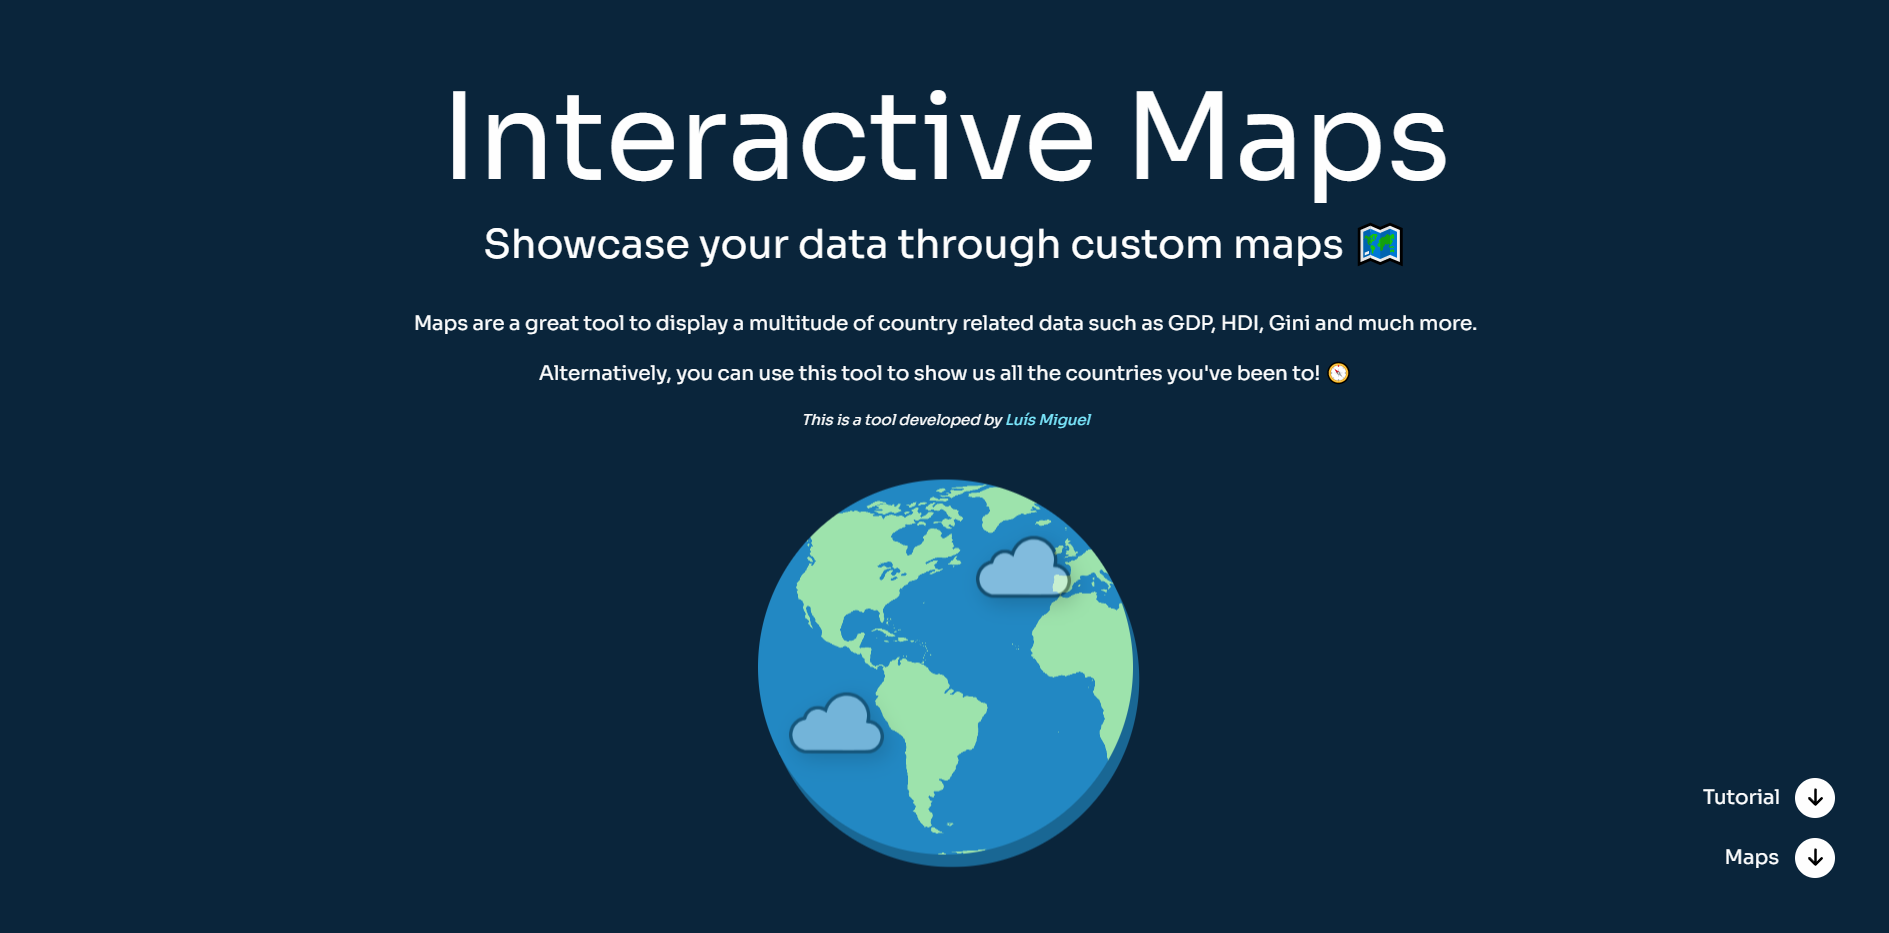 Interactive Maps
Showcase your data through custom maps 🗺️
Maps are a great tool to display a multitude of country related data such as GDP, HDI, Gini and much more.
Alternatively, you can use this tool to show us all the countries you've been to! 🧭
This is a tool developed by Luís Miguel
Tutorial
Maps